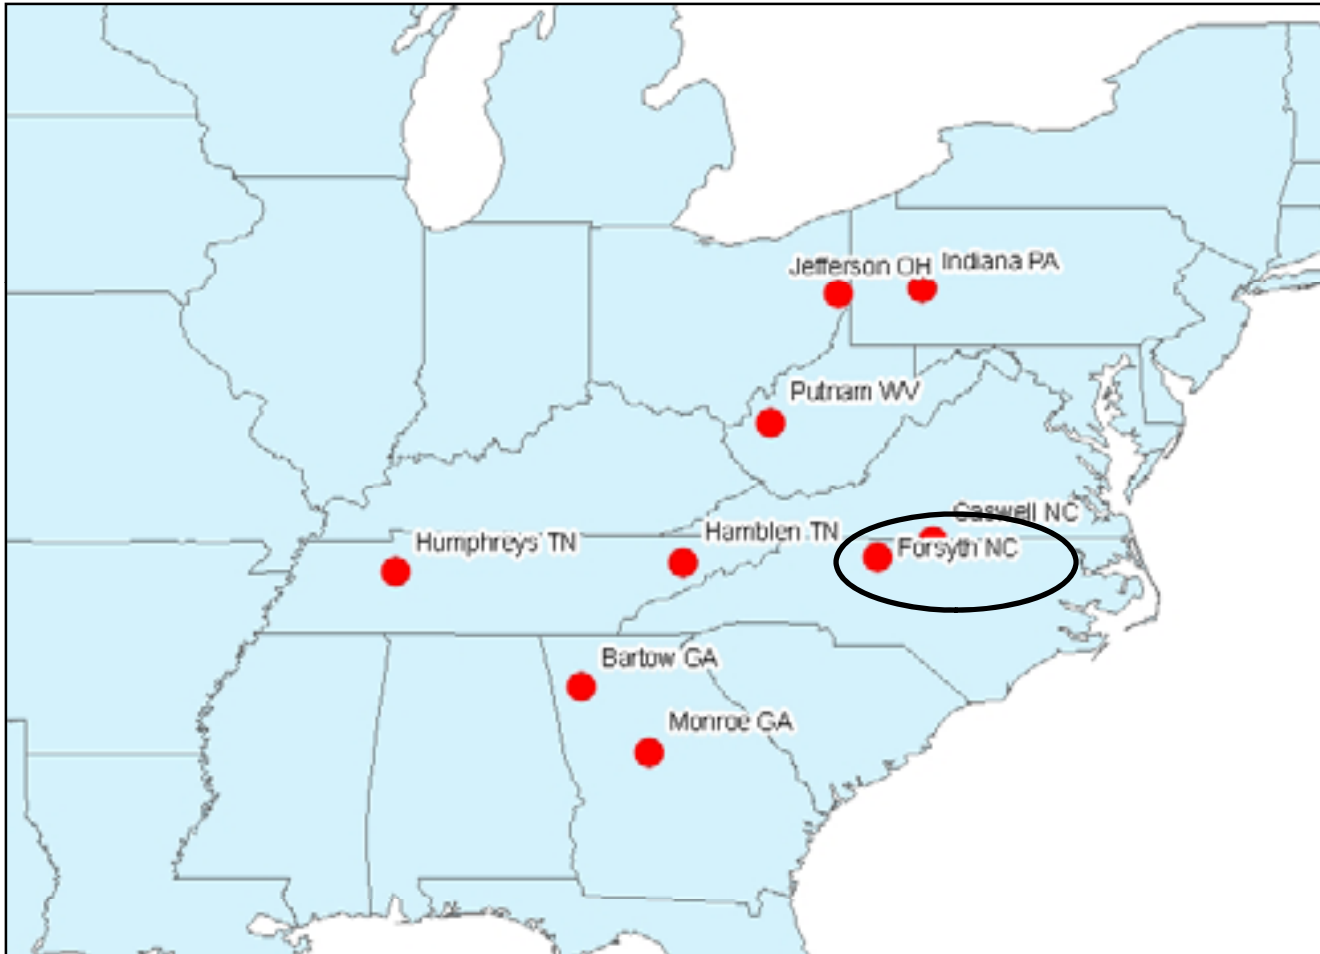 Jefferson OH
Indiana PA
Putnam WV
Caswell NC
Humphreys TN
Hamblen TN
Forsyth NC
Bartow GA
Monroe GA